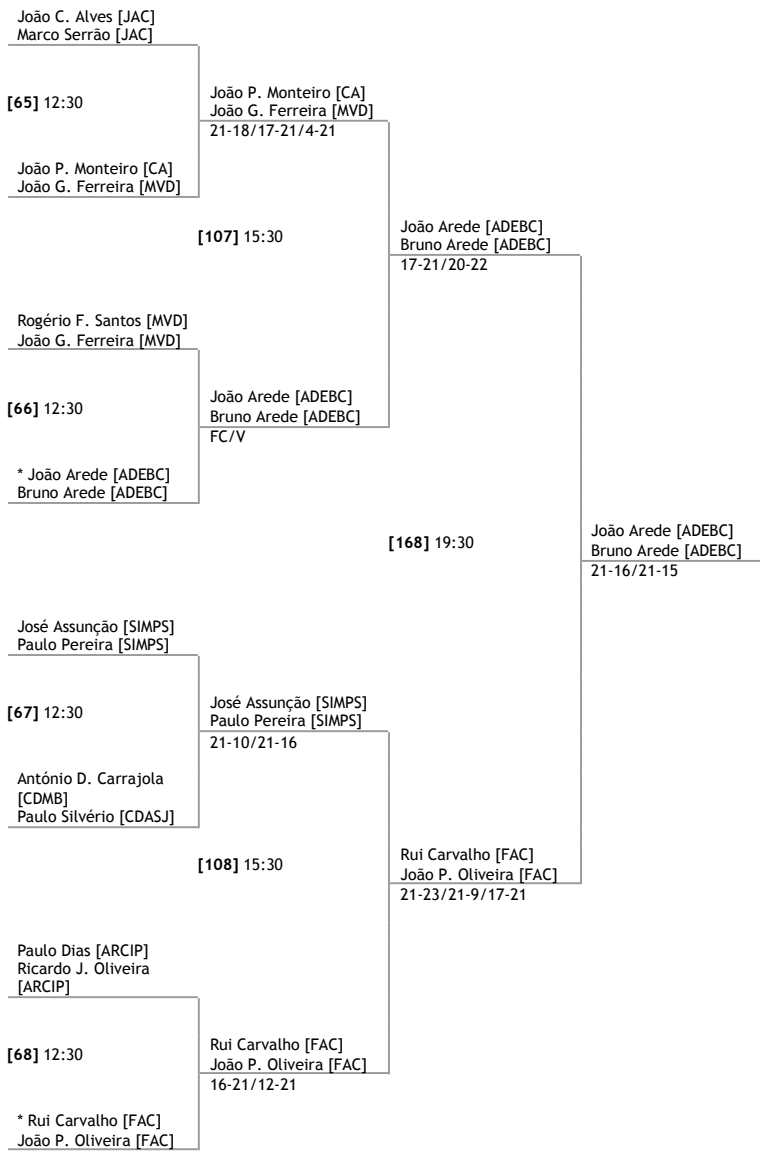 João C. Alves [JAC]
Marco Serrão [JAC]
[65] 12:30
João P. Monteiro [CA]
João G. Ferreira [MVD]
21-18/17-21/4-21
João P. Monteiro [CA]
João G. Ferreira [MVD]
[107] 15:30
João Arede [ADEBC]
Bruno Arede [ADEBC]
17-21/20-22
Rogério F. Santos [MVD]
João G. Ferreira [MVD]
[66] 12:30
João Arede [ADEBC]
Bruno Arede [ADEBC]
FC/V
* João Arede [ADEBC]
Bruno Arede [ADEBC]
[168] 19:30
João Arede [ADEBC]
Bruno Arede [ADEBC]
21-16/21-15
José Assunção [SIMPS]
Paulo Pereira [SIMPS]
[67] 12:30
José Assunção [SIMPS]
Paulo Pereira [SIMPS]
21-10/21-16
António D. Carrajola
[CDMB]
Paulo Silvério [CDASJ]
[108] 15:30
Rui Carvalho [FAC]
João P. Oliveira [FAC]
21-23/21-9/17-21
Paulo Dias [ARCIP]
Ricardo J. Oliveira
[ARCIP]
[68] 12:30
Rui Carvalho [FAC]
João P. Oliveira [FAC]
16-21/12-21
* Rui Carvalho [FAC]
João P. Oliveira [FAC]